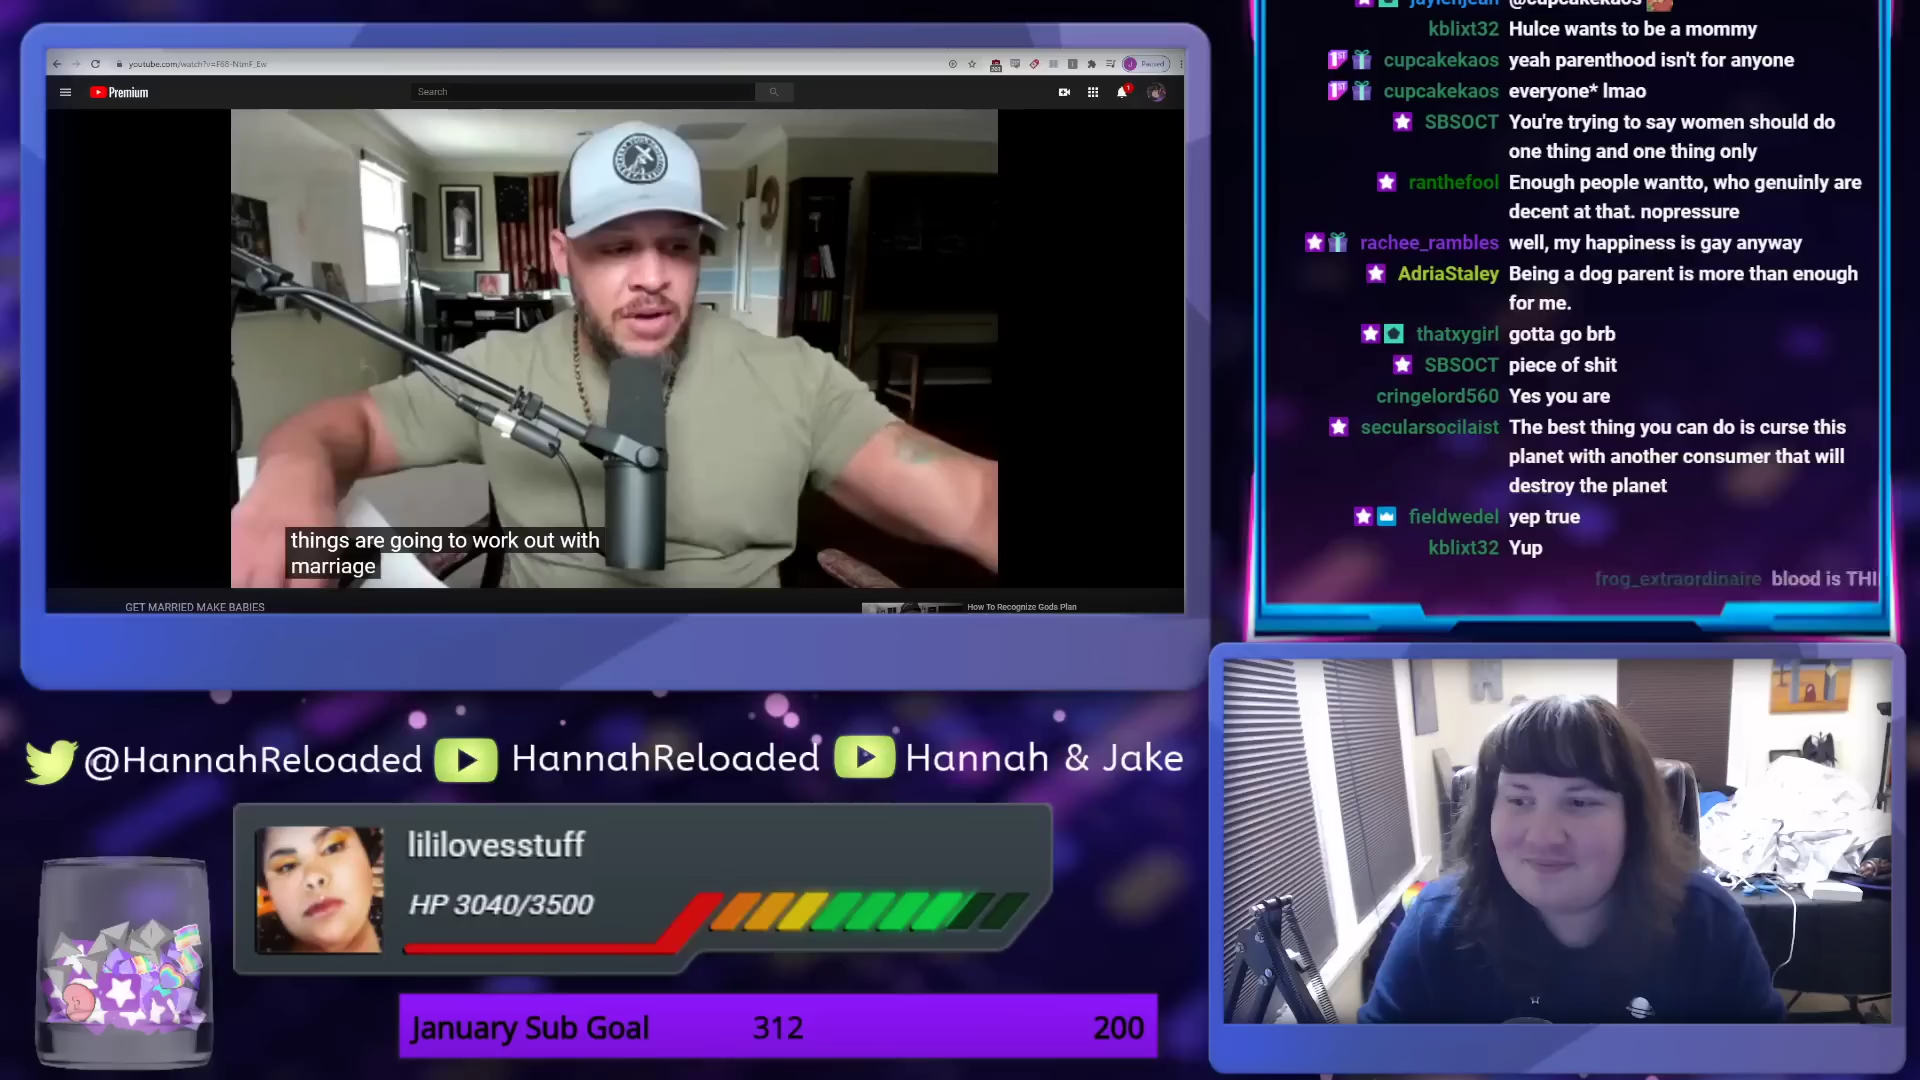 youtube.com/watch?v=F68-NtmF_Ew
Paused
Premium
Search
things are going to work out with
marriage
GET MARRIED MAKE BABIES
How To Recognize Gods Plan
kblixt32 Hulce wants to be a mommy
cupcakekaos yeah parenthood isn't for anyone
cupcakekaos everyone* lmao
SBSOCT You're trying to say women should do
one thing and one thing only
ranthefool Enough people wantto, who genuinly are
decent at that. nopressure
rachee_rambles well, my happiness is gay anyway
AdriaStaley Being a dog parent is more than enough
for me.
thatxygirl gotta go brb
SBSOCT piece of shit
cringelord560 Yes you are
secularsocilaist The best thing you can do is curse this
planet with another consumer that will
destroy the planet
fieldwedel yep true
kblixt32 Yup
frog_extraordinaire blood is THI
@HannahReloaded HannahReloaded Hannah & Jake
lililovesstuff
HP 3040/3500
January Sub Goal 312 200